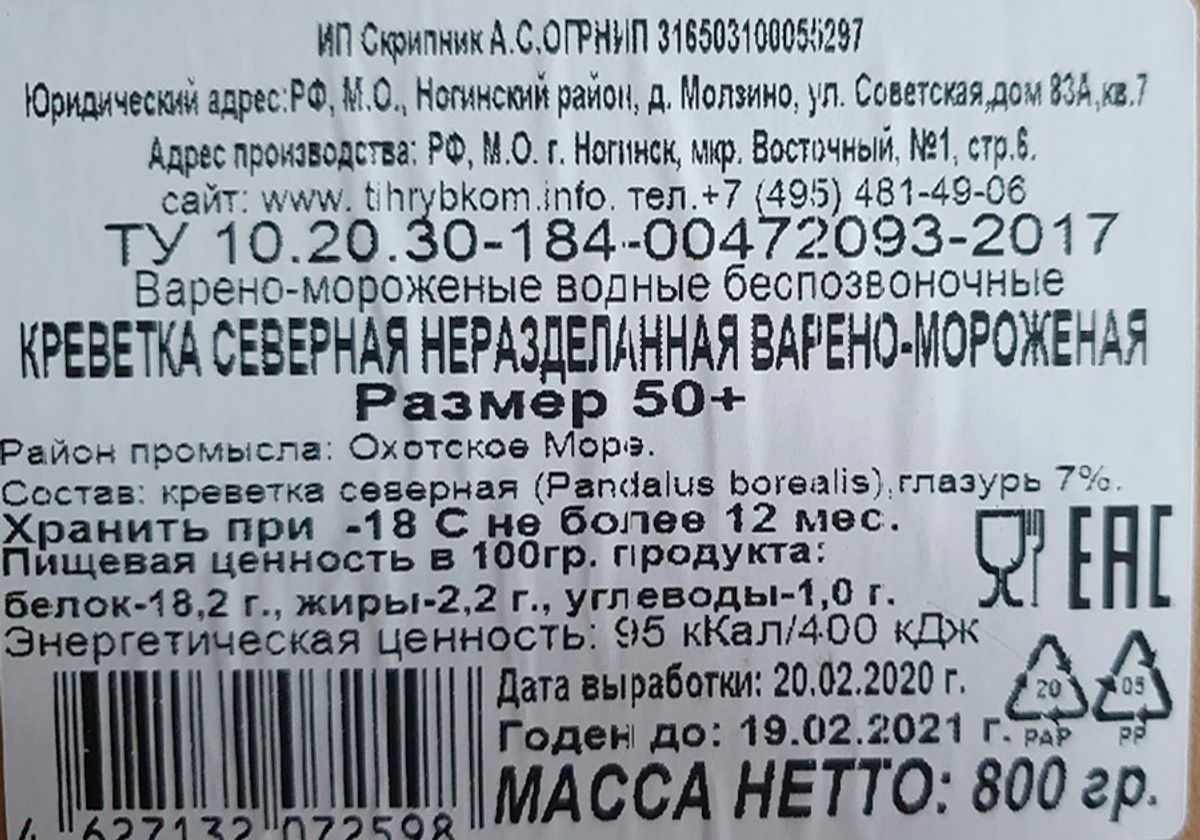 ИП Скрипник А.С.ОГРНИП 316503100055297
Юридический адрес:РФ, М.О., Ногинский район, д. Молзино, ул. Советская,дом 83А,кв.7
Адрес производства: РФ, М.О. г. Ногинск, мкр. Восточный, №1, стр.6.
сайт: www. tihrybkom.info. тел.+7 (495) 481-49-06
ТУ 10.20.30-184-00472093-2017
Варено-мороженые водные беспозвоночные
КРЕВЕТКА СЕВЕРНАЯ НЕРАЗДЕЛАННАЯ ВАРЕНО-МОРОЖЕНАЯ
Размер 50+
Район промысла: Охотское Море.
Состав: креветка северная (Pandalus borealis),глазурь 7%.
Хранить при -18 С не более 12 мес.
Пищевая ценность в 100гр. продукта:
белок-18,2 г., жиры-2,2 г., углеводы-1,0 г.
EAC
Энергетическая ценность: 95 кКал/400 кДж
Дата выработки: 20.02.2020 г.
20 05
Годен до: 19.02.2021 г.
PAP PP
МАССА НЕТТО: 800 гр.
4 627132 072598